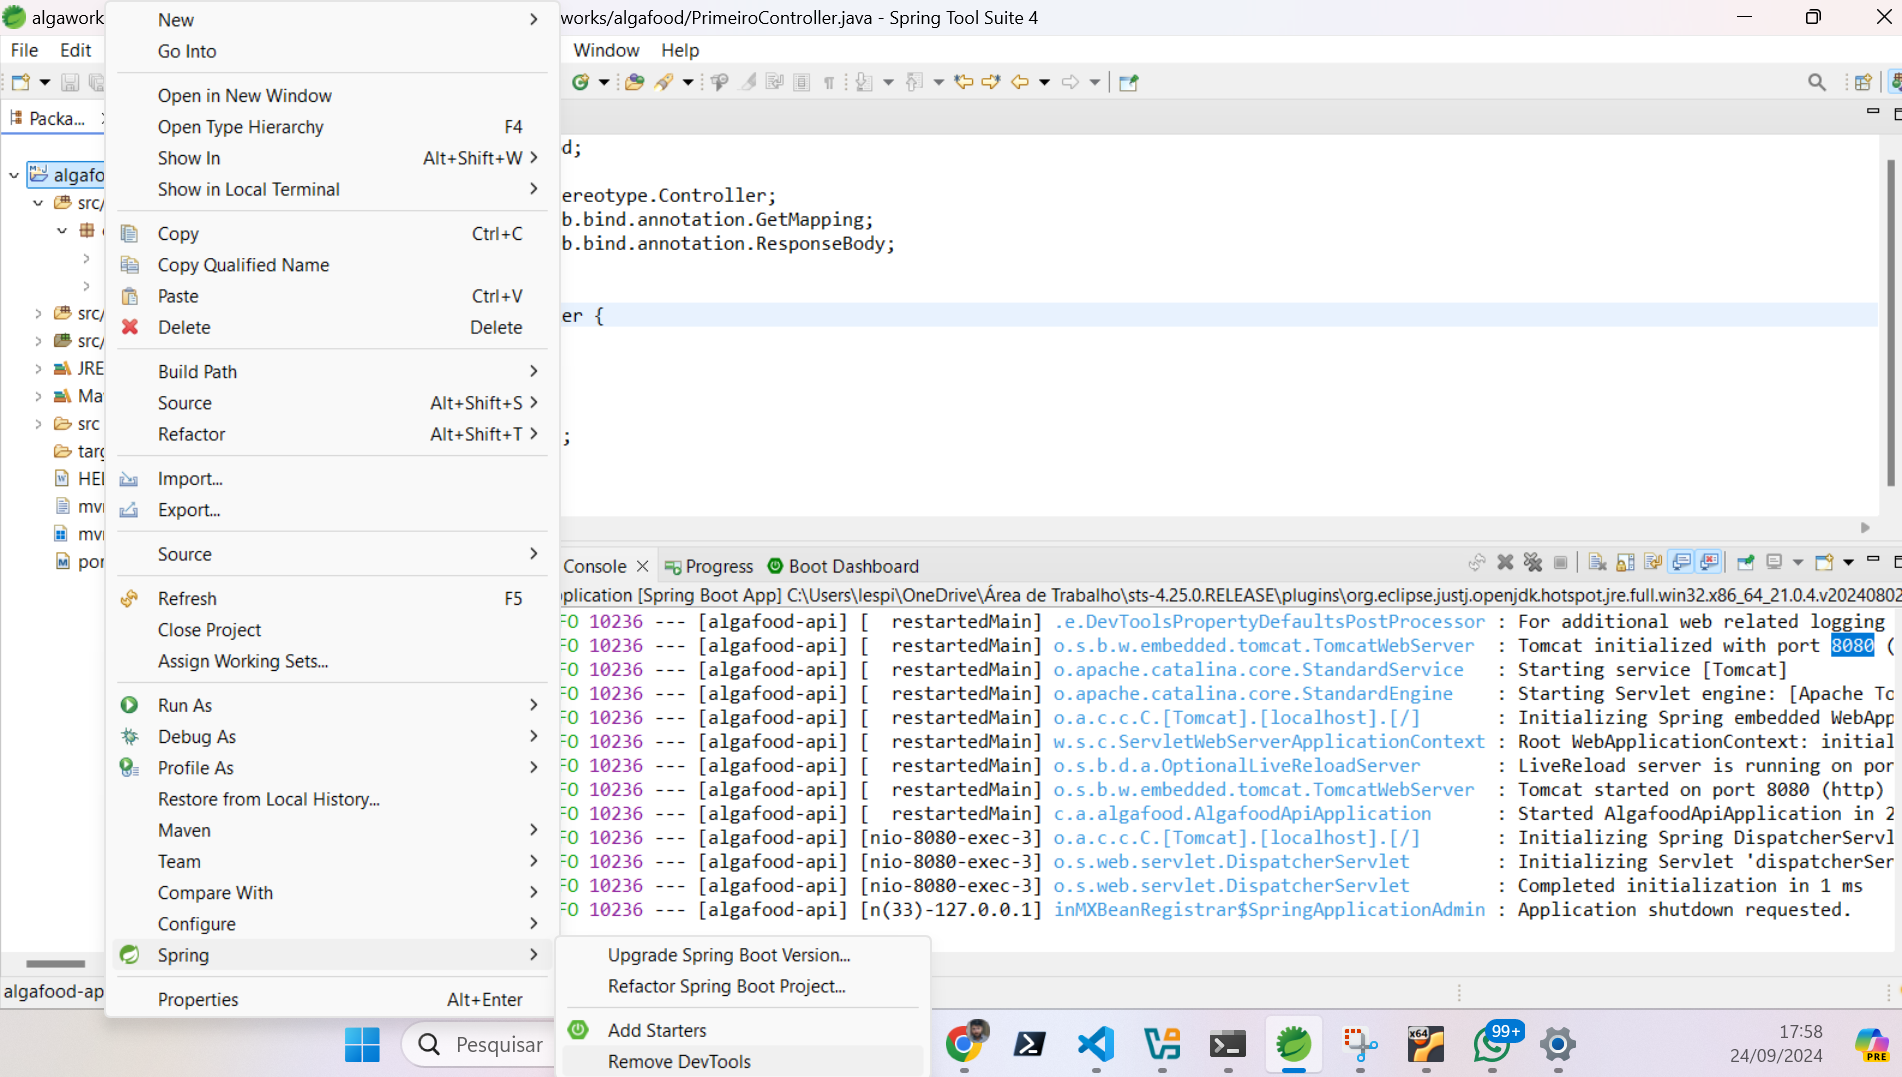 algawork
works/algafood/PrimeiroController.java - Spring Tool Suite 4
File Edit
Window Help
Packa...
algafo
src/
src/
src/
JRE
Ma
src
targ
HEL
mvn
mvn
pon
algafood-ap
New
Go Into
Open in New Window
Open Type Hierarchy F4
Show In Alt+Shift+W
Show in Local Terminal
Copy Ctrl+C
Copy Qualified Name
Paste Ctrl+V
Delete Delete
Build Path
Source Alt+Shift+S
Refactor Alt+Shift+T
Import...
Export...
Source
Refresh F5
Close Project
Assign Working Sets...
Run As
Debug As
Profile As
Restore from Local History...
Maven
Team
Compare With
Configure
Spring
Properties Alt+Enter
Upgrade Spring Boot Version...
Refactor Spring Boot Project...
Add Starters
Remove DevTools
d;
ereotype.Controller;
b.bind.annotation.GetMapping;
b.bind.annotation.ResponseBody;
er {
;
Console Progress Boot Dashboard
plication [Spring Boot App] C:\Users\lespi\OneDrive\Área de Trabalho\sts-4.25.0.RELEASE\plugins\org.eclipse.justj.openjdk.hotspot.jre.full.win32.x86_64_21.0.4.v20240802
FO 10236 --- [algafood-api] [  restartedMain] .e.DevToolsPropertyDefaultsPostProcessor : For additional web related logging
FO 10236 --- [algafood-api] [  restartedMain] o.s.b.w.embedded.tomcat.TomcatWebServer : Tomcat initialized with port 8080 (
FO 10236 --- [algafood-api] [  restartedMain] o.apache.catalina.core.StandardService : Starting service [Tomcat]
FO 10236 --- [algafood-api] [  restartedMain] o.apache.catalina.core.StandardEngine : Starting Servlet engine: [Apache To
FO 10236 --- [algafood-api] [  restartedMain] o.a.c.c.C.[Tomcat].[localhost].[/] : Initializing Spring embedded WebApp
FO 10236 --- [algafood-api] [  restartedMain] w.s.c.ServletWebServerApplicationContext : Root WebApplicationContext: initial
FO 10236 --- [algafood-api] [  restartedMain] o.s.b.d.a.OptionalLiveReloadServer : LiveReload server is running on por
FO 10236 --- [algafood-api] [  restartedMain] o.s.b.w.embedded.tomcat.TomcatWebServer : Tomcat started on port 8080 (http)
FO 10236 --- [algafood-api] [  restartedMain] c.a.algafood.AlgafoodApiApplication : Started AlgafoodApiApplication in 2
FO 10236 --- [algafood-api] [nio-8080-exec-3] o.a.c.c.C.[Tomcat].[localhost].[/] : Initializing Spring DispatcherServl
FO 10236 --- [algafood-api] [nio-8080-exec-3] o.s.web.servlet.DispatcherServlet : Initializing Servlet 'dispatcherSer
FO 10236 --- [algafood-api] [nio-8080-exec-3] o.s.web.servlet.DispatcherServlet : Completed initialization in 1 ms
FO 10236 --- [algafood-api] [n(33)-127.0.0.1] inMXBeanRegistrar$SpringApplicationAdmin : Application shutdown requested.
Pesquisar
x64
99+
17:58
24/09/2024
PRE